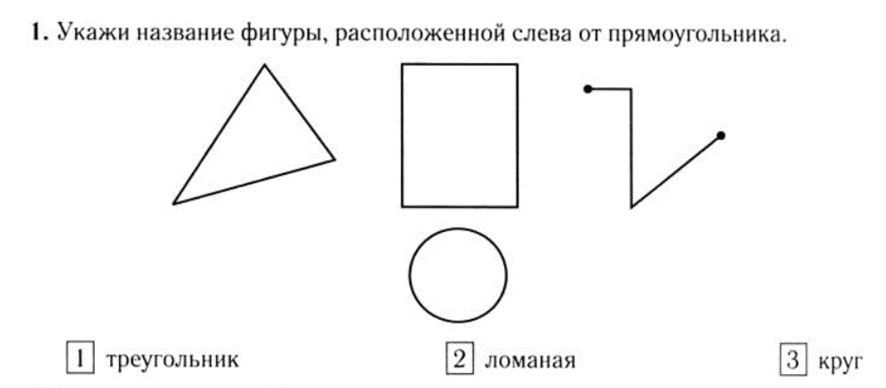 1. Укажи название фигуры, расположенной слева от прямоугольника.
1 треугольник 2 ломаная 3 круг